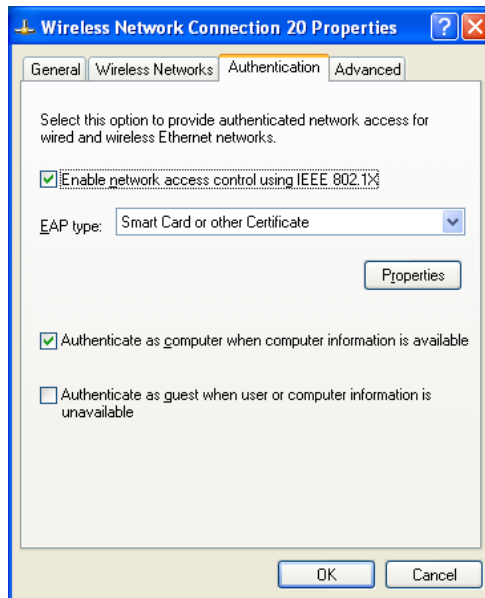 Wireless Network Connection 20 Properties
General Wireless Networks Authentication Advanced
Select this option to provide authenticated network access for
wired and wireless Ethernet networks.
Enable network access control using IEEE 802.1X
EAP type: Smart Card or other Certificate
Properties
Authenticate as computer when computer information is available
Authenticate as guest when user or computer information is
unavailable
OK Cancel